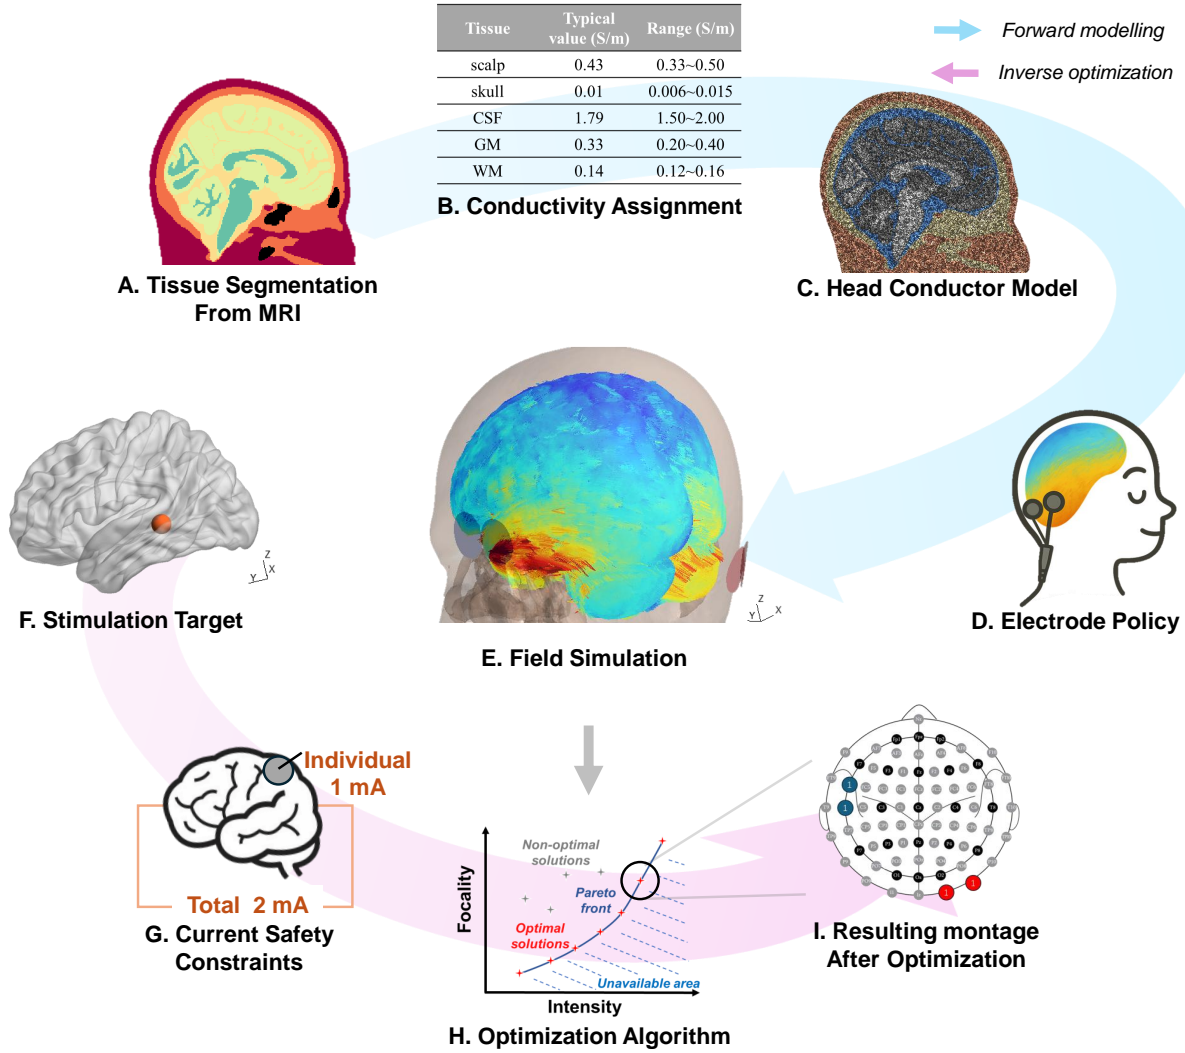 Tissue Typical value (S/m) Range (S/m)
scalp 0.43 0.33~0.50
skull 0.01 0.006~0.015
CSF 1.79 1.50~2.00
GM 0.33 0.20~0.40
WM 0.14 0.12~0.16
B. Conductivity Assignment
Forward modelling
Inverse optimization
A. Tissue Segmentation
From MRI
C. Head Conductor Model
D. Electrode Policy
Z
X
Y
E. Field Simulation
Z
X
Y
F. Stimulation Target
Individual
1 mA
Total 2 mA
G. Current Safety
Constraints
Focality
Non-optimal
solutions
Pareto
front
Optimal
solutions
Unavailable area
Intensity
H. Optimization Algorithm
1
1
1
1
I. Resulting montage
After Optimization